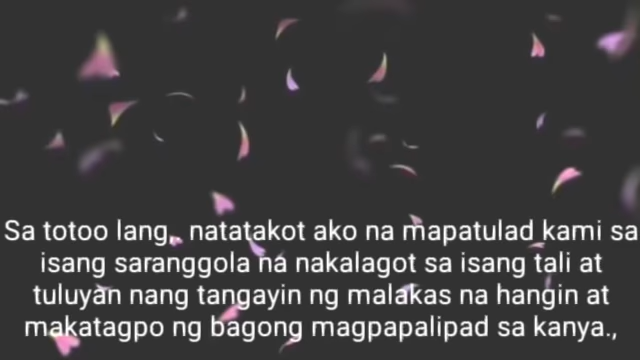 Sa totoo lang,. natatakot ako na mapatulad kami sa
isang saranggola na nakalagot sa isang tali at
tuluyan nang tangayin ng malakas na hangin at
makatagpo ng bagong magpapalipad sa kanya.,